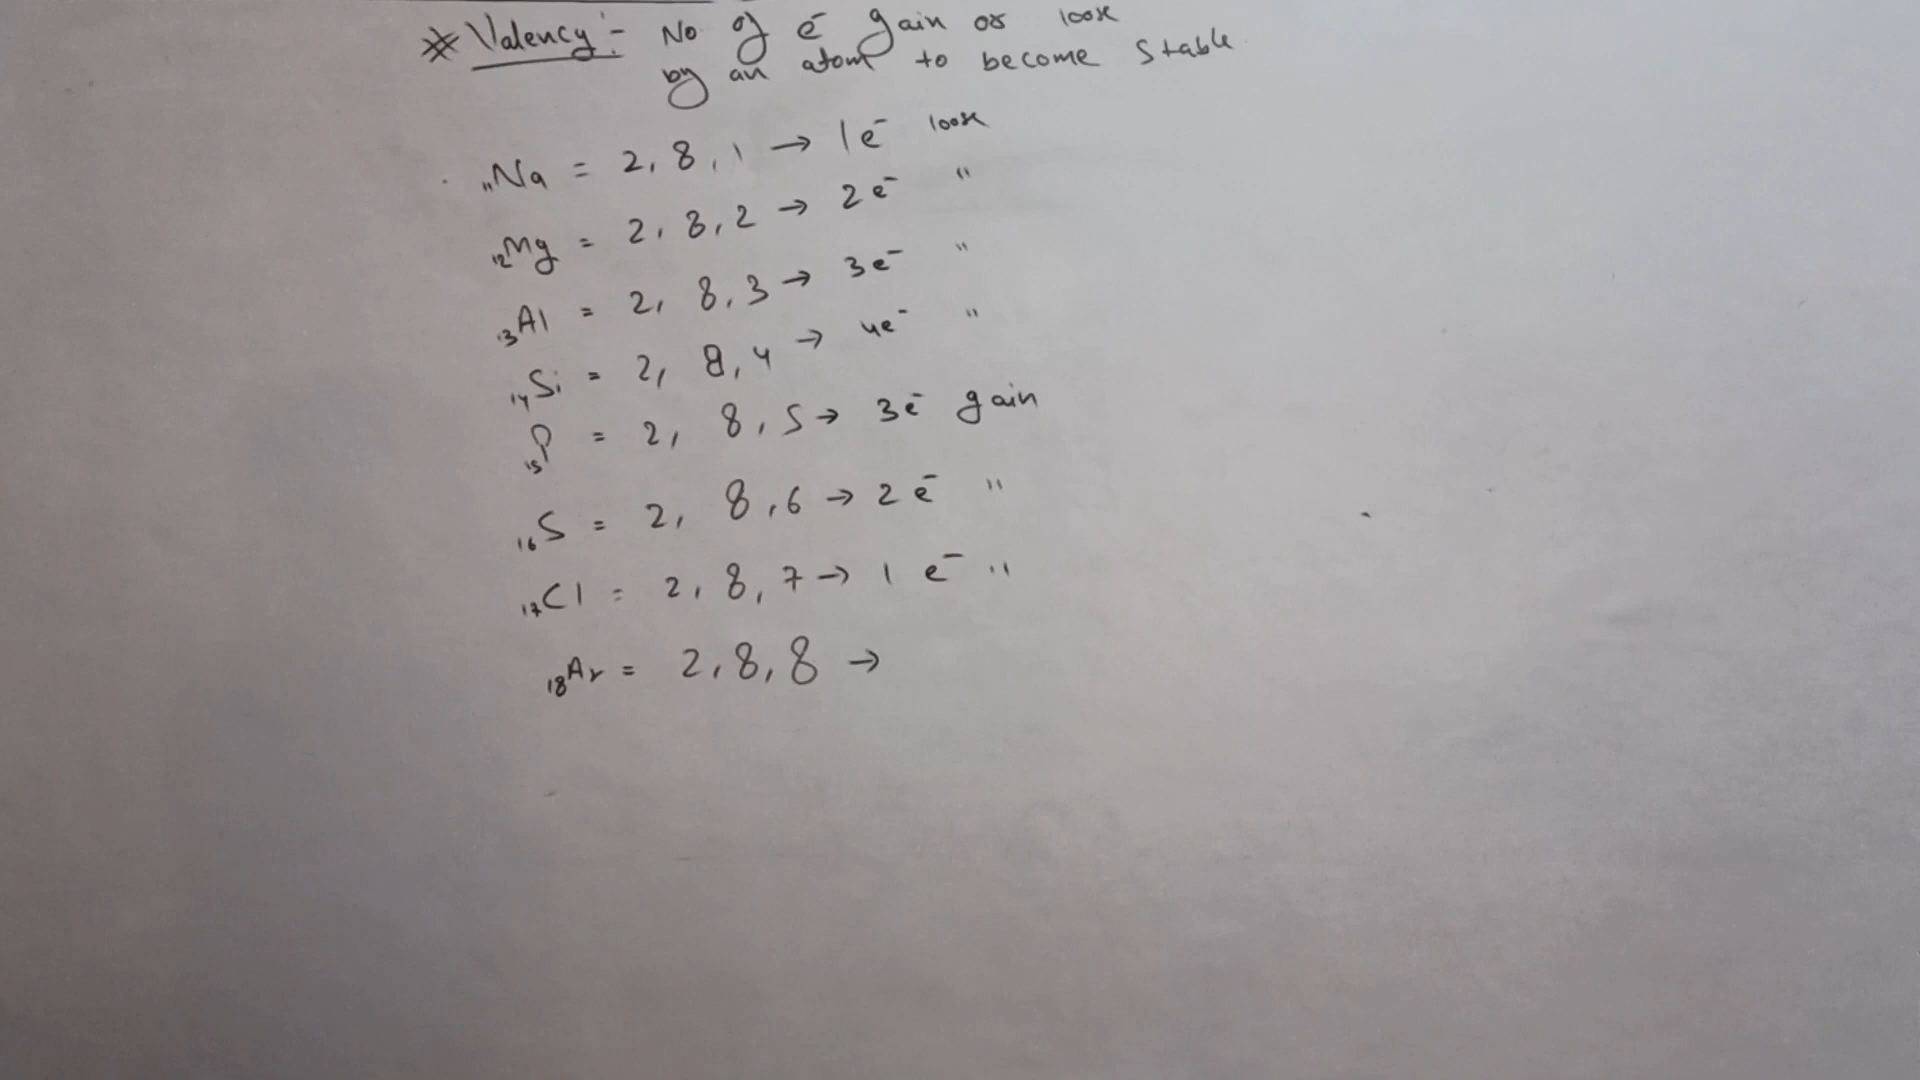 * Valency :- No of e⁻ gain or loose
by an atom to become stable
₁₁Na = 2, 8, 1 → 1e⁻ loose
₁₂Mg = 2, 8, 2 → 2e⁻ "
₁₃Al = 2, 8, 3 → 3e⁻ "
₁₄Si = 2, 8, 4 → 4e⁻ "
₁₅P = 2, 8, 5 → 3e⁻ gain
₁₆S = 2, 8, 6 → 2e⁻ "
₁₇Cl = 2, 8, 7 → 1e⁻ "
₁₈Ar = 2, 8, 8 →